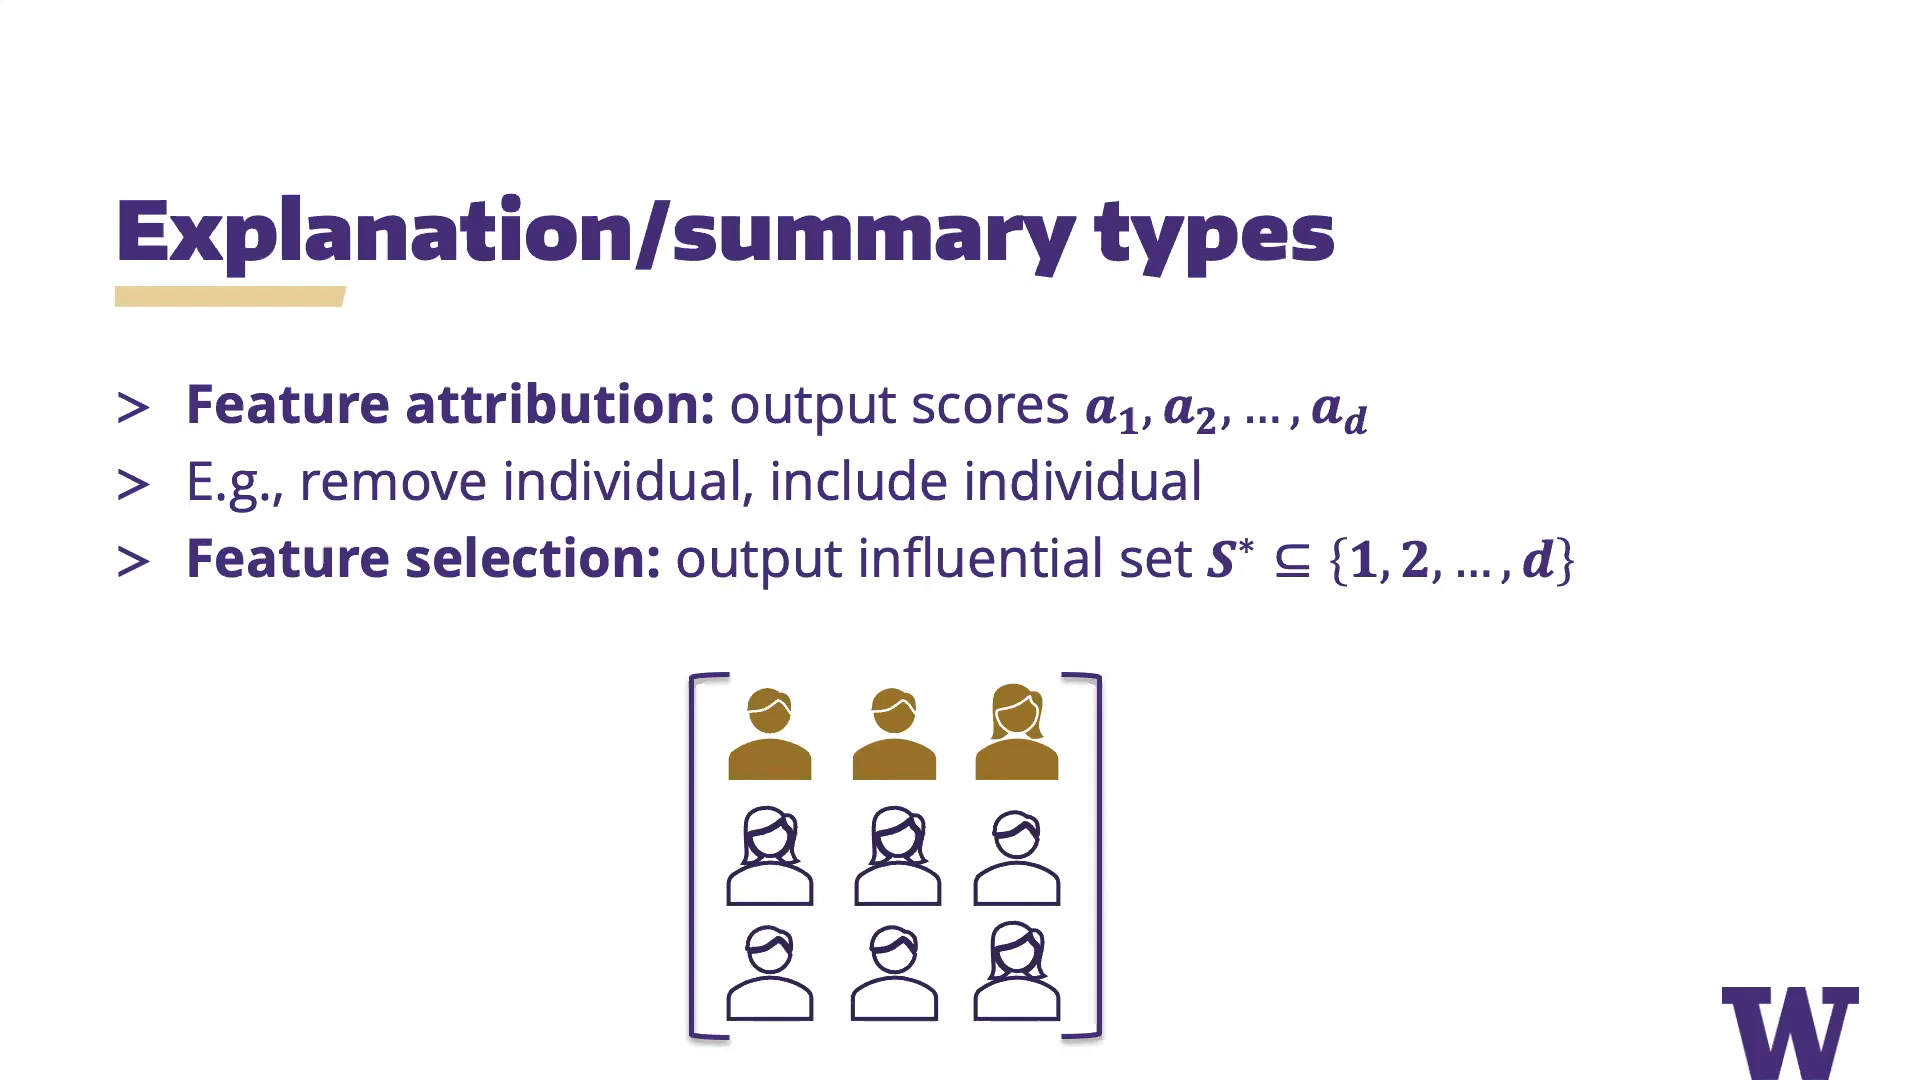 Explanation/summary types
> Feature attribution: output scores a₁, a₂, … , a_d
> E.g., remove individual, include individual
> Feature selection: output influential set S* ⊆ {1, 2, … , d}
W